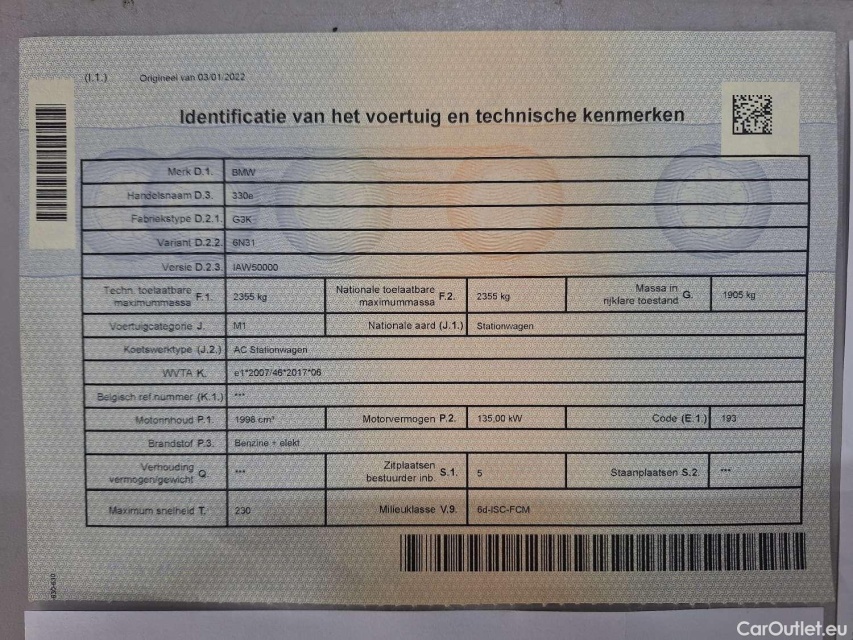 (I.1.) Origineel van 03/01/2022
Identificatie van het voertuig en technische kenmerken
Merk D.1. BMW
Handelsnaam D.3. 330e
Fabriekstype D.2.1. G3K
Variant D.2.2. 6N31
Versie D.2.3. IAW50000
Techn. toelaatbare maximummassa F.1. 2355 kg Nationale toelaatbare maximummassa F.2. 2355 kg Massa in rijklare toestand G. 1905 kg
Voertuigcategorie J. M1 Nationale aard (J.1.) Stationwagen
Koetswerktype (J.2.) AC Stationwagen
WVTA K. e1*2007/46*2017*06
Belgisch ref.nummer (K.1.) ***
Motorinhoud P.1. 1998 cm³ Motorvermogen P.2. 135,00 kW Code (E.1.) 193
Brandstof P.3. Benzine + elekt
Verhouding vermogen/gewicht Q. *** Zitplaatsen bestuurder inb. S.1. 5 Staanplaatsen S.2. ***
Maximum snelheid T. 230 Milieuklasse V.9. 6d-ISC-FCM
630-630
CarOutlet.eu